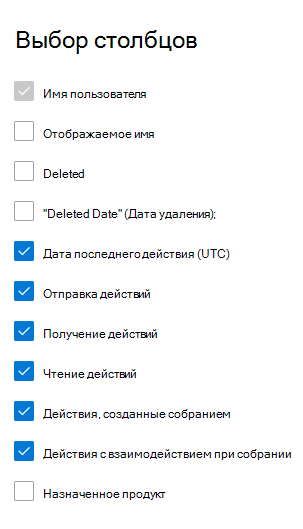 Выбор столбцов
Имя пользователя
Отображаемое имя
Deleted
"Deleted Date" (Дата удаления);
Дата последнего действия (UTC)
Отправка действий
Получение действий
Чтение действий
Действия, созданные собранием
Действия с взаимодействием при собрании
Назначенное продукт